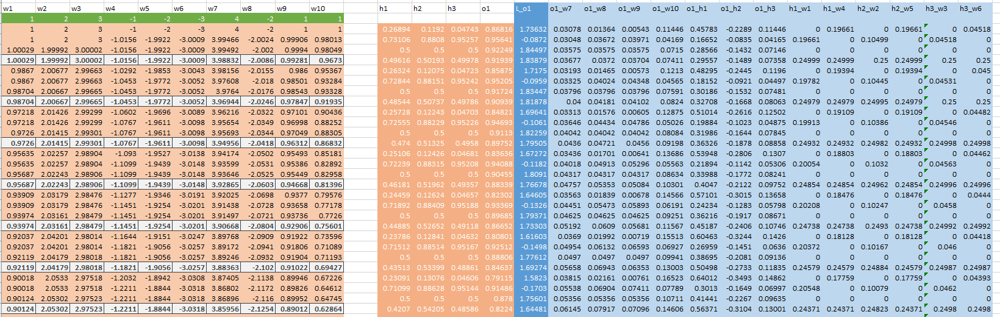 w1 w2 w3 w4 w5 w6 w7 w8 w9 w10 h1 h2 h3 o1 L_o1 o1_w7 o1_w8 o1_w9 o1_w10 o1_h1 o1_h2 o1_h3 h1_w1 h1_w4 h2_w2 h2_w5 h3_w3 h3_w6
1 2 3 -1 -2 -3 4 -2 1 1
1 2 3 -1 -2 -3 4 -2 1 1 0.26894 0.1192 0.04743 0.86816 1.73632 0.03078 0.01364 0.00543 0.11446 0.45783 -0.2289 0.11446 0 0.19661 0 0.19661 0 0.04518
1 2 3 -1.0156 -1.9922 -3.0009 3.99466 -2.0024 0.99906 0.98013 0.73106 0.8808 0.95257 0.95641 -0.0872 0.03048 0.03672 0.03971 0.04169 0.16652 -0.0835 0.04165 0.19661 0 0.10499 0 0.04518 0
1.00029 1.99992 3.00002 -1.0156 -1.9922 -3.0009 3.99492 -2.002 0.9994 0.98049 0.5 0.5 0.5 0.92249 1.84497 0.03575 0.03575 0.03575 0.0715 0.28566 -0.1432 0.07146 0 0 0 0 0 0
1.00029 1.99992 3.00002 -1.0156 -1.9922 -3.0009 3.98832 -2.0086 0.99281 0.9673 0.49616 0.50193 0.49978 0.91939 1.83879 0.03677 0.0372 0.03704 0.07411 0.29557 -0.1489 0.07358 0.24999 0.24999 0.25 0.24999 0.25 0.25
0.9867 2.00677 2.99663 -1.0292 -1.9853 -3.0043 3.98156 -2.0155 0.986 0.95367 0.26324 0.12075 0.04723 0.85875 1.7175 0.03193 0.01465 0.00573 0.1213 0.48295 -0.2445 0.1196 0 0.19394 0 0.19394 0 0.045
0.9867 2.00677 2.99663 -1.0453 -1.9772 -3.0052 3.97608 -2.018 0.98501 0.93284 0.72844 0.88151 0.95242 0.95205 -0.0959 0.03325 0.04024 0.04348 0.04565 0.18152 -0.0921 0.04497 0.19782 0 0.10445 0 0.04531 0
0.98704 2.00667 2.99665 -1.0453 -1.9772 -3.0052 3.9764 -2.0176 0.98543 0.93328 0.5 0.5 0.5 0.91724 1.83447 0.03796 0.03796 0.03796 0.07591 0.30186 -0.1532 0.07481 0 0 0 0 0 0
0.98704 2.00667 2.99665 -1.0453 -1.9772 -3.0052 3.96944 -2.0246 0.97847 0.91935 0.48544 0.50737 0.49786 0.90939 1.81878 0.04 0.04181 0.04102 0.0824 0.32708 -0.1668 0.08063 0.24979 0.24979 0.24995 0.24979 0.25 0.25
0.97218 2.01426 2.99299 -1.0602 -1.9696 -3.0089 3.96216 -2.0322 0.97101 0.90436 0.25728 0.12243 0.04703 0.84821 1.69641 0.03313 0.01576 0.00605 0.12875 0.51014 -0.2616 0.12502 0 0.19109 0 0.19109 0 0.04482
0.97218 2.01426 2.99299 -1.0767 -1.9611 -3.0098 3.95654 -2.0349 0.96998 0.88252 0.72555 0.88229 0.95226 0.94693 -0.1061 0.03646 0.04434 0.04786 0.05026 0.19884 -0.1023 0.04875 0.19913 0 0.10386 0 0.04546 0
0.9726 2.01415 2.99301 -1.0767 -1.9611 -3.0098 3.95693 -2.0344 0.97049 0.88305 0.5 0.5 0.5 0.9113 1.82259 0.04042 0.04042 0.04042 0.08084 0.31986 -0.1644 0.07845 0 0 0 0 0 0
0.9726 2.01415 2.99301 -1.0767 -1.9611 -3.0098 3.94956 -2.0418 0.96312 0.86832 0.474 0.51325 0.4958 0.89752 1.79505 0.0436 0.04721 0.0456 0.09198 0.36326 -0.1878 0.08858 0.24932 0.24932 0.24982 0.24932 0.24998 0.24998
0.95635 2.02257 2.98904 -1.093 -1.9527 -3.0138 3.94174 -2.0502 0.95493 0.85181 0.25106 0.12426 0.04681 0.83636 1.67272 0.03436 0.01701 0.00641 0.13686 0.53948 -0.2806 0.1307 0 0.18803 0 0.18803 0 0.04462
0.95635 2.02257 2.98904 -1.1099 -1.9439 -3.0148 3.93599 -2.0531 0.95386 0.82892 0.72239 0.88315 0.95208 0.94088 -0.1182 0.04018 0.04913 0.05296 0.05563 0.21894 -0.1142 0.05306 0.20054 0 0.1032 0 0.04563 0
0.95687 2.02243 2.98906 -1.1099 -1.9439 -3.0148 3.93646 -2.0525 0.95449 0.82958 0.5 0.5 0.5 0.90455 1.8091 0.04317 0.04317 0.04317 0.08634 0.33988 -0.1772 0.08241 0 0 0 0 0 0
0.95687 2.02243 2.98906 -1.1099 -1.9439 -3.0148 3.92865 -2.0603 0.94668 0.81396 0.46181 0.51962 0.49357 0.88339 1.76678 0.04757 0.05353 0.05084 0.10301 0.4047 -0.2122 0.09752 0.24854 0.24854 0.24962 0.24854 0.24996 0.24996
0.93909 2.03179 2.98476 -1.1277 -1.9346 -3.0191 3.92025 -2.0698 0.9377 0.79576 0.24459 0.12624 0.04657 0.82302 1.64605 0.03563 0.01839 0.00678 0.14566 0.57101 -0.3015 0.13658 0 0.18476 0 0.18476 0 0.0444
0.93909 2.03179 2.98476 -1.1451 -1.9254 -3.0201 3.91438 -2.0728 0.93658 0.77178 0.71892 0.88409 0.95188 0.93369 -0.1326 0.04451 0.05473 0.05893 0.06191 0.24234 -0.1283 0.05798 0.20208 0 0.10247 0 0.0458 0
0.93974 2.03161 2.98479 -1.1451 -1.9254 -3.0201 3.91497 -2.0721 0.93736 0.7726 0.5 0.5 0.5 0.89685 1.79371 0.04625 0.04625 0.04625 0.09251 0.36216 -0.1917 0.08671 0 0 0 0 0 0
0.93974 2.03161 2.98479 -1.1451 -1.9254 -3.0201 3.90668 -2.0804 0.92906 0.75601 0.44885 0.52652 0.49118 0.86652 1.73303 0.05192 0.0609 0.05681 0.11567 0.45187 -0.2406 0.10746 0.24738 0.24738 0.2493 0.24738 0.24992 0.24992
0.92037 2.04201 2.98014 -1.1644 -1.9151 -3.0247 3.89768 -2.0909 0.91922 0.73596 0.23786 0.12841 0.04632 0.80801 1.61603 0.0369 0.01992 0.00719 0.15513 0.60463 -0.3244 0.1426 0 0.18128 0 0.18128 0 0.04418
0.92037 2.04201 2.98014 -1.1821 -1.9056 -3.0257 3.89172 -2.0941 0.91806 0.71089 0.71512 0.88514 0.95167 0.92512 -0.1498 0.04954 0.06132 0.06593 0.06927 0.26959 -0.1451 0.0636 0.20372 0 0.10167 0 0.046 0
0.92119 2.04179 2.98018 -1.1821 -1.9056 -3.0257 3.89246 -2.0932 0.91904 0.71193 0.5 0.5 0.5 0.88806 1.77612 0.0497 0.0497 0.0497 0.09941 0.38695 -0.2081 0.09136 0 0 0 0 0 0
0.92119 2.04179 2.98018 -1.1821 -1.9056 -3.0257 3.88363 -2.102 0.91022 0.69427 0.43513 0.53399 0.48861 0.84637 1.69274 0.05658 0.06943 0.06353 0.13003 0.50498 -0.2733 0.11835 0.24579 0.24579 0.24884 0.24579 0.24987 0.24987
0.90018 2.0533 2.97518 -1.2032 -1.8942 -3.0308 3.87405 -2.1138 0.89946 0.67226 0.23091 0.13076 0.04606 0.79115 1.5823 0.03815 0.02161 0.00761 0.16523 0.64012 -0.3493 0.14862 0 0.17759 0 0.17759 0 0.04393
0.90018 2.0533 2.97518 -1.2211 -1.8844 -3.0318 3.86802 -2.1172 0.89826 0.64612 0.71099 0.88628 0.95144 0.91486 -0.1703 0.05538 0.06904 0.07411 0.07789 0.3013 -0.1649 0.06997 0.20548 0 0.10079 0 0.0462 0
0.90124 2.05302 2.97523 -1.2211 -1.8844 -3.0318 3.86896 -2.116 0.89952 0.64745 0.5 0.5 0.5 0.878 1.75601 0.05356 0.05356 0.05356 0.10711 0.41441 -0.2267 0.09635 0 0 0 0 0 0
0.90124 2.05302 2.97523 -1.2211 -1.8844 -3.0318 3.85956 -2.1254 0.89012 0.62864 0.4207 0.54205 0.48586 0.8224 1.64481 0.06145 0.07917 0.07096 0.14606 0.56371 -0.3104 0.13001 0.24371 0.24371 0.24823 0.24371 0.2498 0.2498